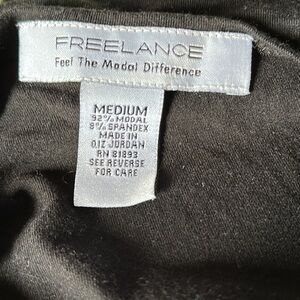 FREELANCE
Feel The Modal Difference
MEDIUM
92% MODAL
8% SPANDEX
MADE IN
Q.I.Z JORDAN
RN 81893
SEE REVERSE
FOR CARE